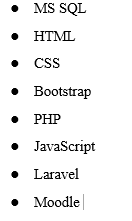 ● MS SQL
● HTML
● CSS
● Bootstrap
● PHP
● JavaScript
● Laravel
● Moodle